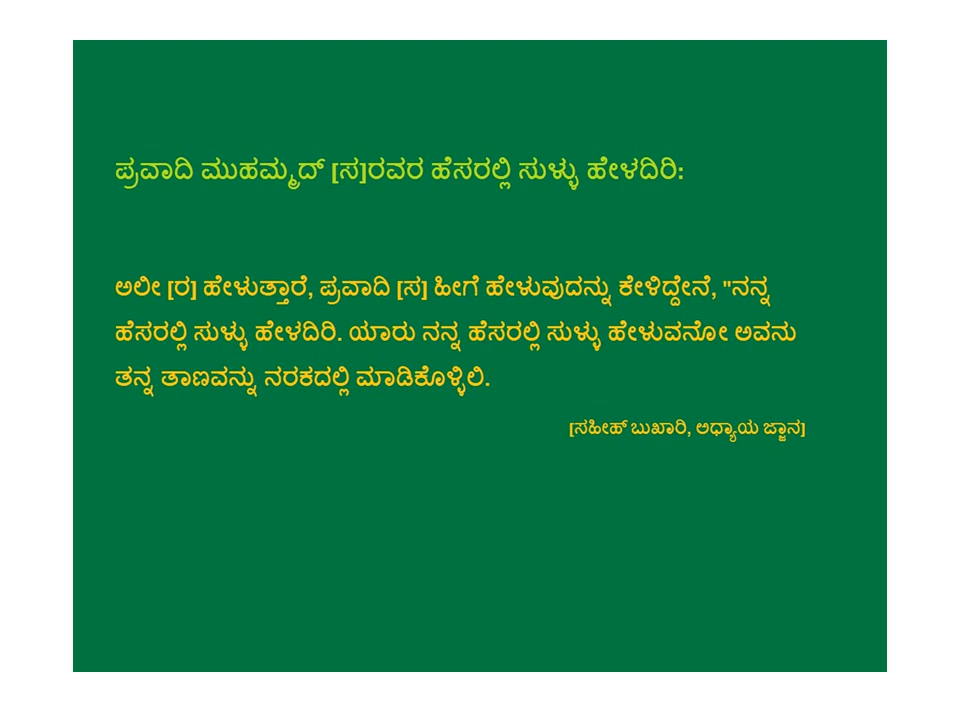 ಪ್ರವಾದಿ ಮುಹಮ್ಮದ್ [ಸ]ರವರ ಹೆಸರಲ್ಲಿ ಸುಳ್ಳು ಹೇಳದಿರಿ:
ಅಲೀ [ರ] ಹೇಳುತ್ತಾರೆ, ಪ್ರವಾದಿ [ಸ] ಹೀಗೆ ಹೇಳುವುದನ್ನು ಕೇಳಿದ್ದೇನೆ, "ನನ್ನ
ಹೆಸರಲ್ಲಿ ಸುಳ್ಳು ಹೇಳದಿರಿ. ಯಾರು ನನ್ನ ಹೆಸರಲ್ಲಿ ಸುಳ್ಳು ಹೇಳುವನೋ ಅವನು
ತನ್ನ ತಾಣವನ್ನು ನರಕದಲ್ಲಿ ಮಾಡಿಕೊಳ್ಳಿಲಿ.
[ಸಹೀಹ್ ಬುಖಾರಿ, ಅಧ್ಯಾಯ ಜ್ಞಾನ]